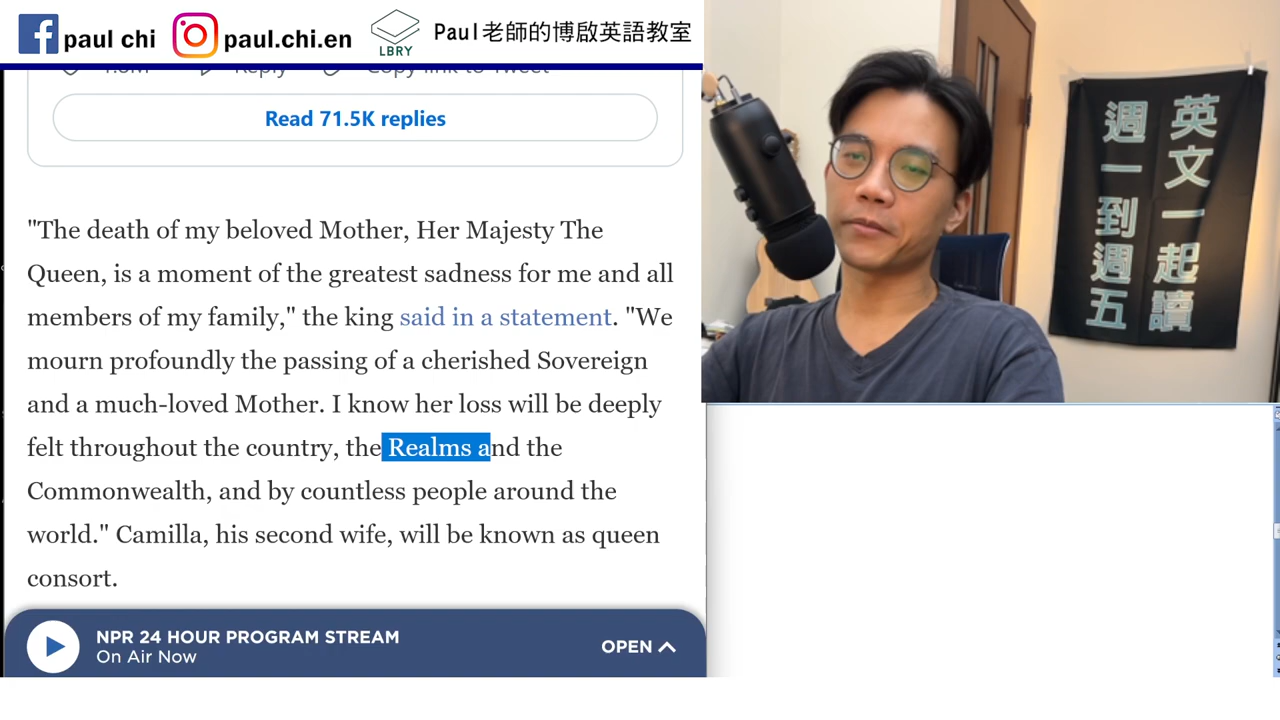 paul chi
paul.chi.en
LBRY
Paul老師的博啟英語教室
Reply
Copy link to Tweet
Read 71.5K replies
"The death of my beloved Mother, Her Majesty The
Queen, is a moment of the greatest sadness for me and all
members of my family," the king said in a statement. "We
mourn profoundly the passing of a cherished Sovereign
and a much-loved Mother. I know her loss will be deeply
felt throughout the country, the Realms and the
Commonwealth, and by countless people around the
world." Camilla, his second wife, will be known as queen
consort.
NPR 24 HOUR PROGRAM STREAM
On Air Now
OPEN
英文一起讀
週一到週五